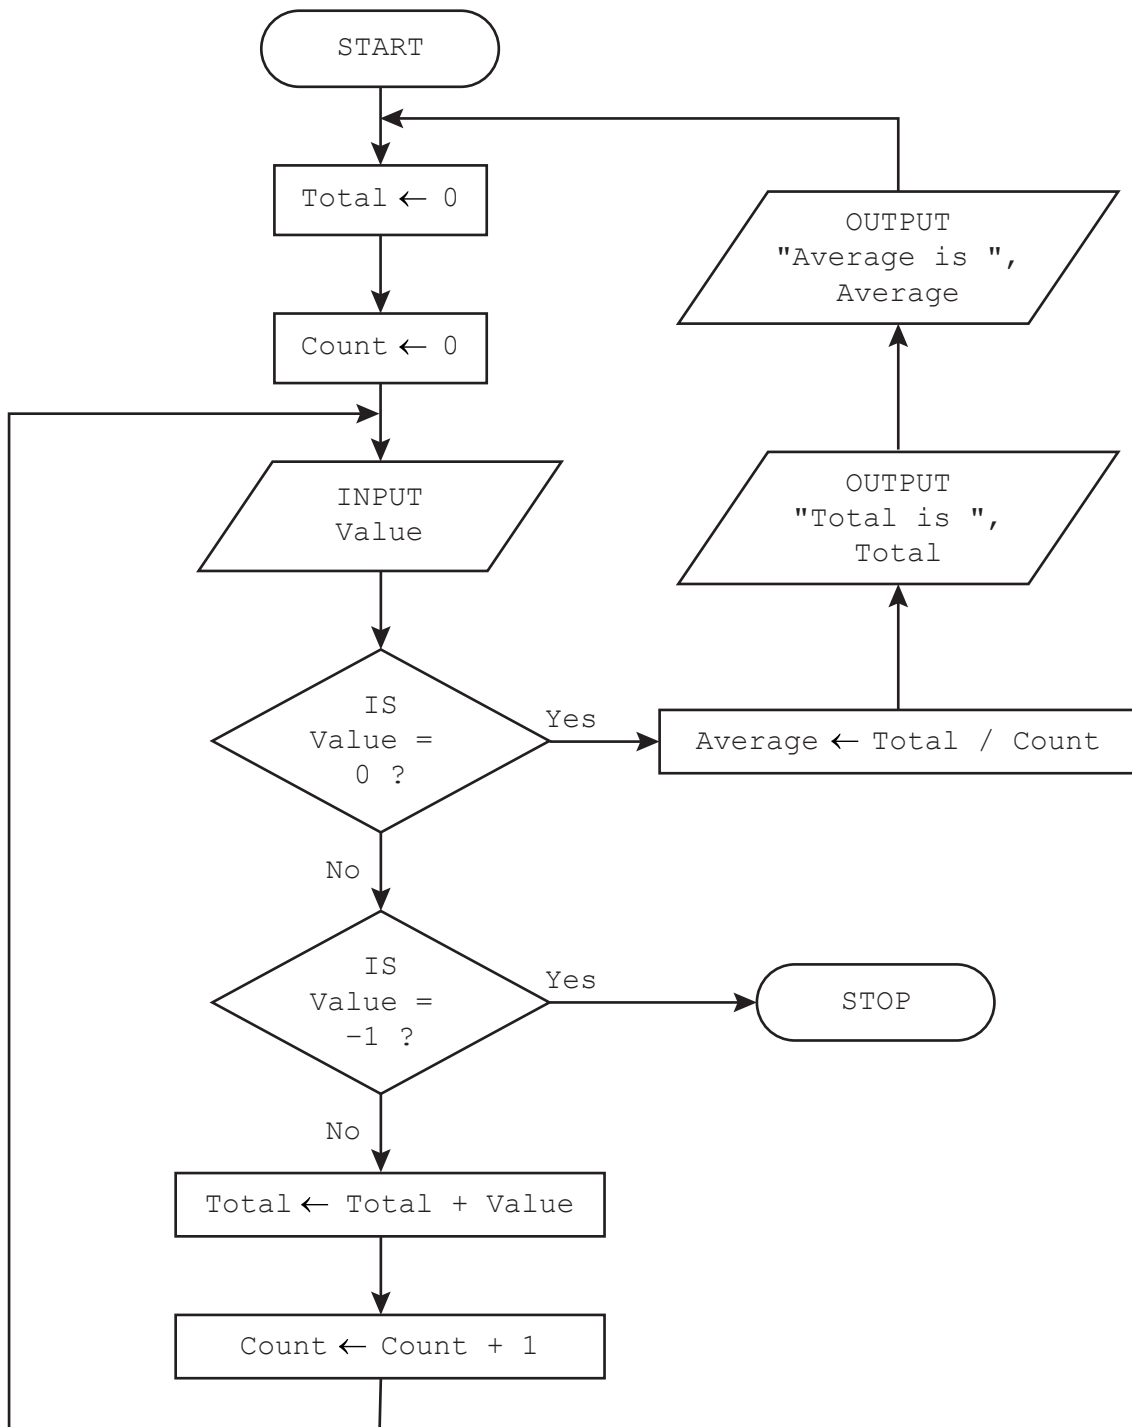 START
Total ← 0
Count ← 0
INPUT
Value
IS
Value =
0 ?
Yes
No
Average ← Total / Count
OUTPUT
"Total is ",
Total
OUTPUT
"Average is ",
Average
IS
Value =
–1 ?
Yes
STOP
No
Total ← Total + Value
Count ← Count + 1